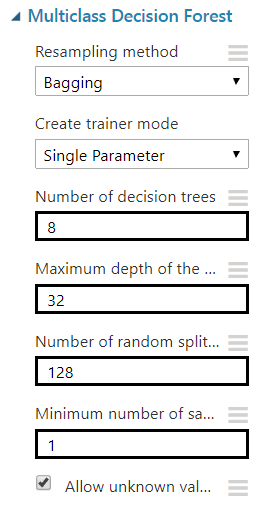 Multiclass Decision Forest
Resampling method
Bagging
Create trainer mode
Single Parameter
Number of decision trees
8
Maximum depth of the ...
32
Number of random split...
128
Minimum number of sa...
1
Allow unknown val...